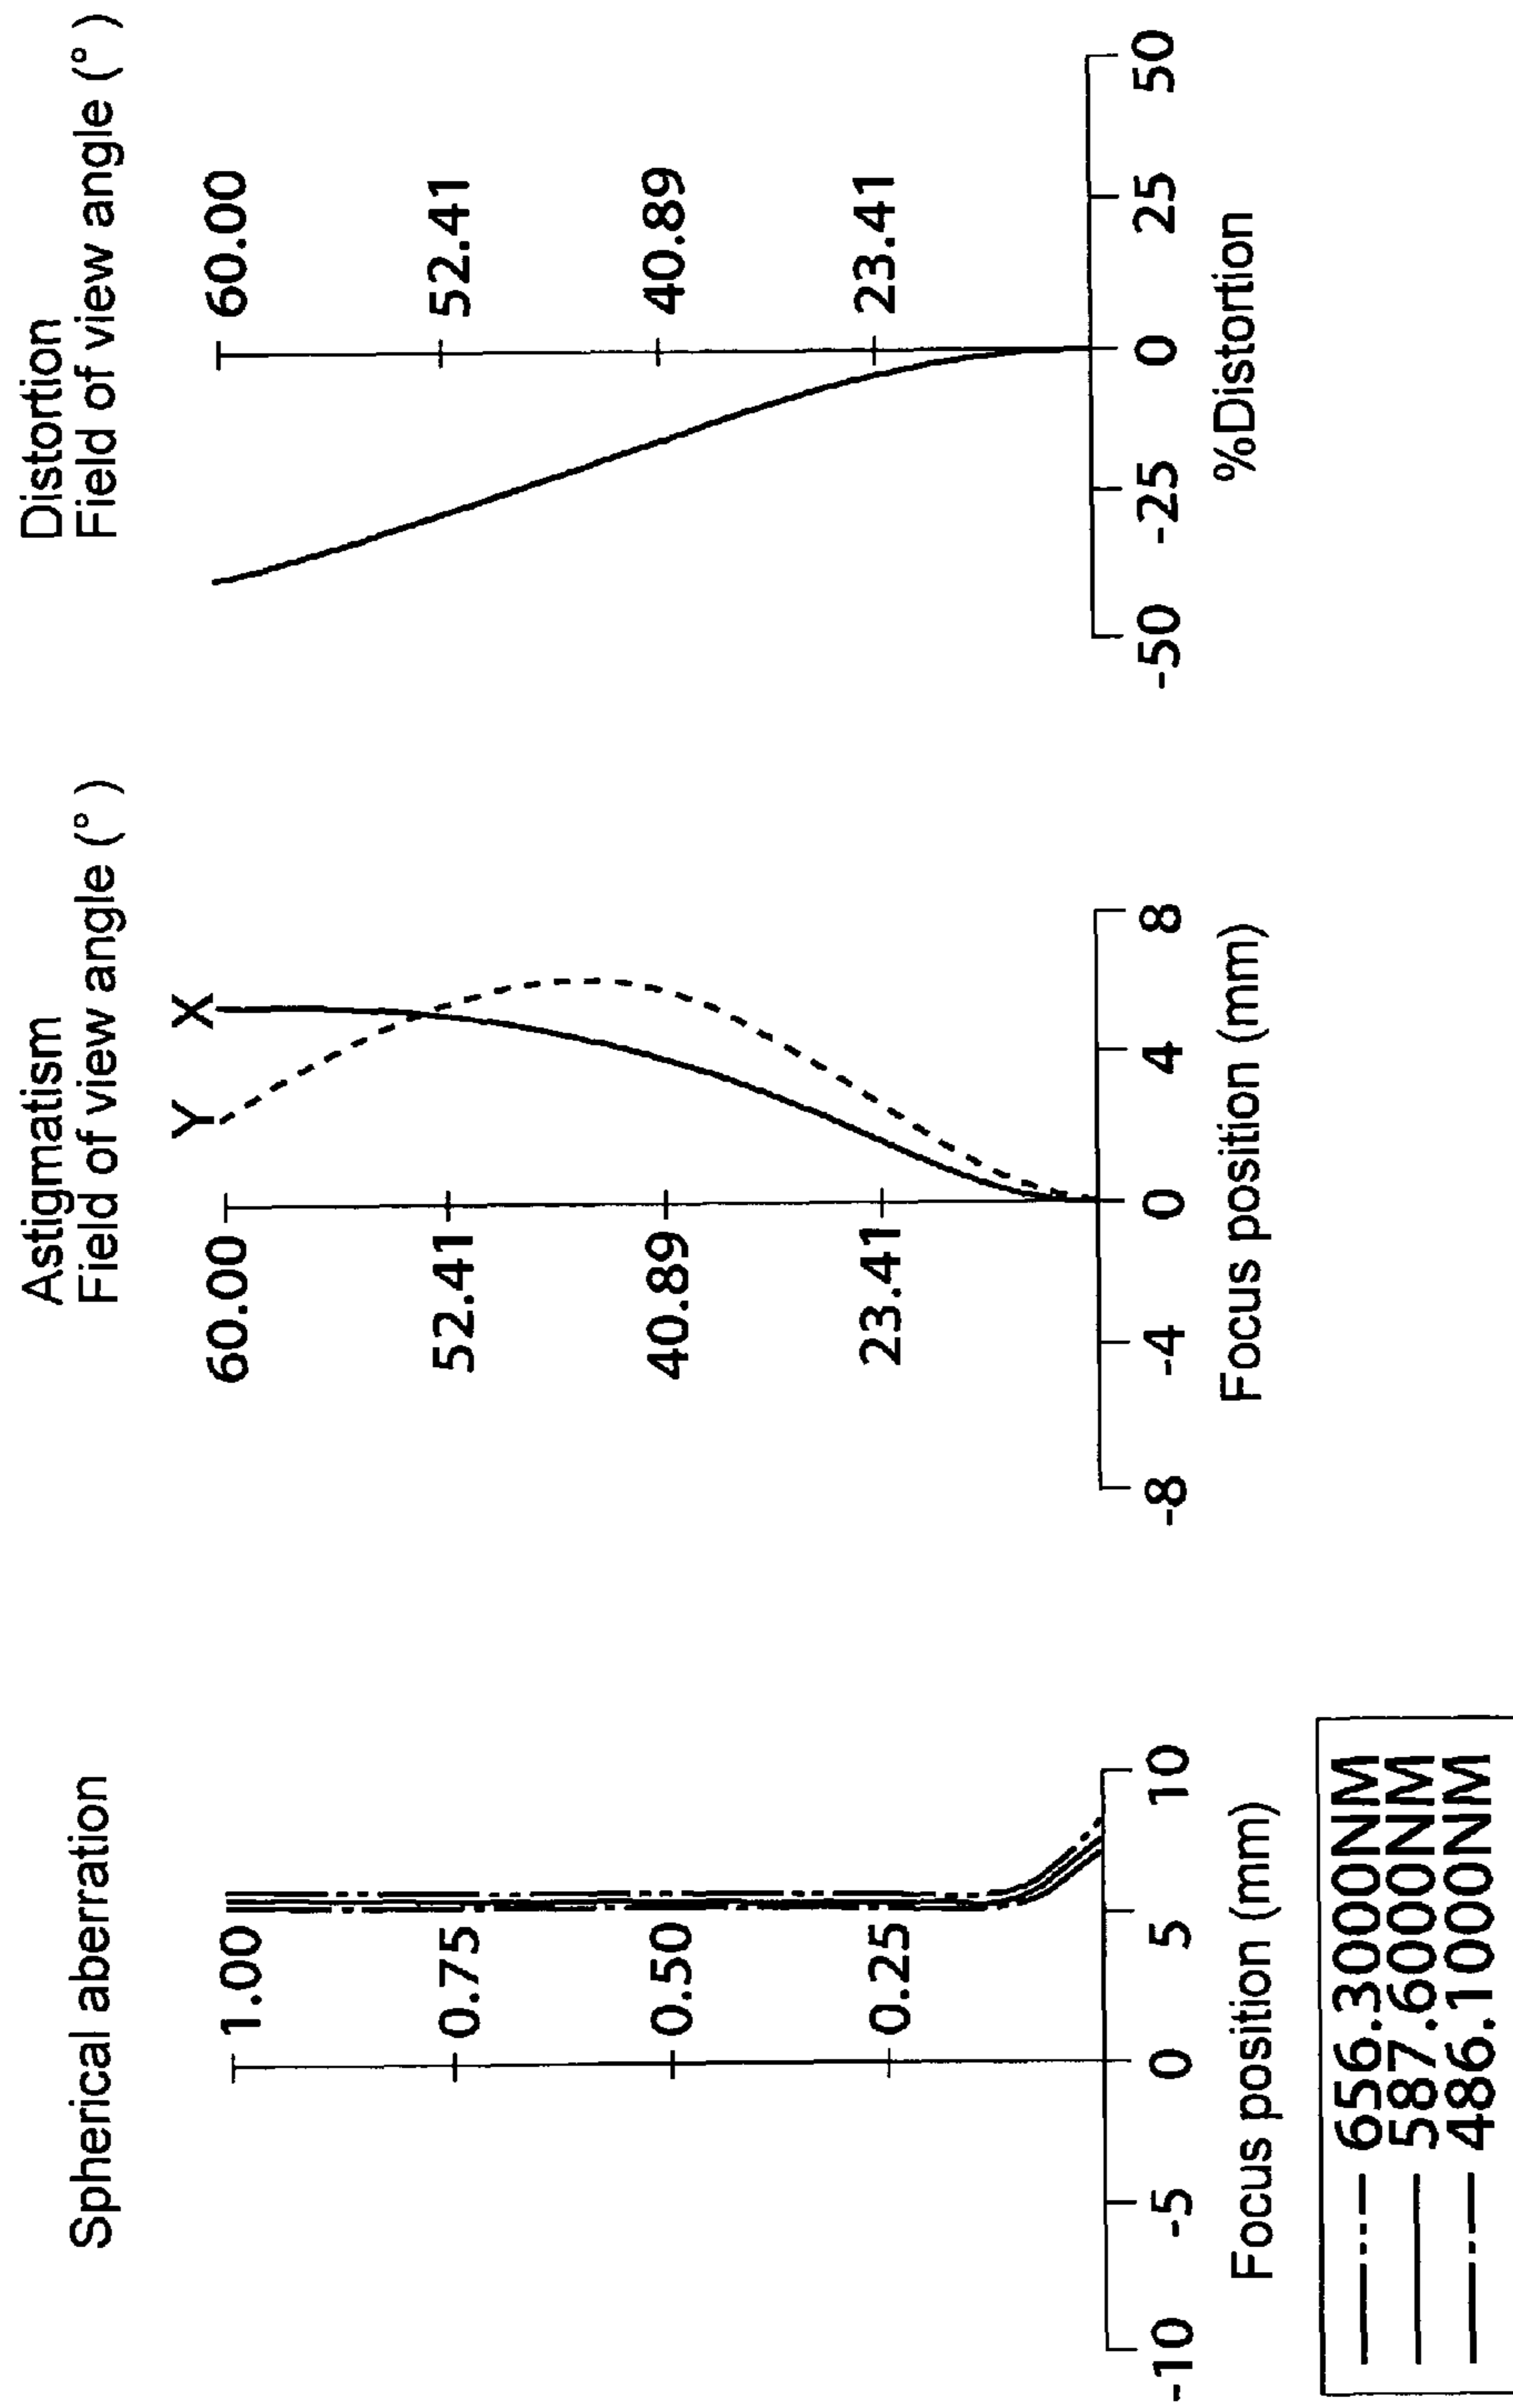 Spherical aberration
1.00
0.75
0.50
0.25
-10
-5
0
5
10
Focus position (mm)
656.3000NM
587.6000NM
486.1000NM
Astigmatism
Field of view angle (°)
Y X
60.00
52.41
40.89
23.41
-8
-4
0
4
8
Focus position (mm)
Distortion
Field of view angle (°)
60.00
52.41
40.89
23.41
-50
-25
0
25
50
%Distortion